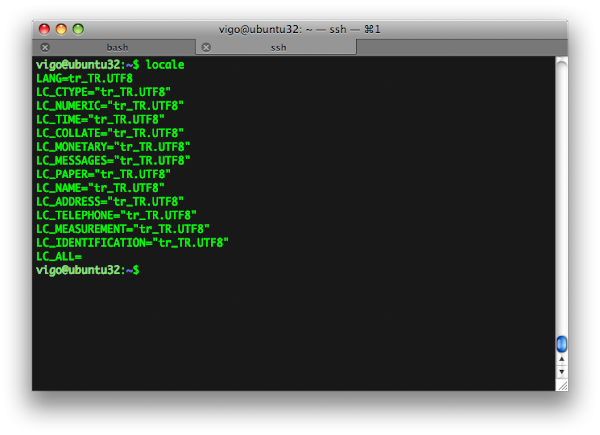 vigo@ubuntu32: ~ — ssh — ⌘1
bash
ssh
vigo@ubuntu32:~$ locale
LANG=tr_TR.UTF8
LC_CTYPE="tr_TR.UTF8"
LC_NUMERIC="tr_TR.UTF8"
LC_TIME="tr_TR.UTF8"
LC_COLLATE="tr_TR.UTF8"
LC_MONETARY="tr_TR.UTF8"
LC_MESSAGES="tr_TR.UTF8"
LC_PAPER="tr_TR.UTF8"
LC_NAME="tr_TR.UTF8"
LC_ADDRESS="tr_TR.UTF8"
LC_TELEPHONE="tr_TR.UTF8"
LC_MEASUREMENT="tr_TR.UTF8"
LC_IDENTIFICATION="tr_TR.UTF8"
LC_ALL=
vigo@ubuntu32:~$